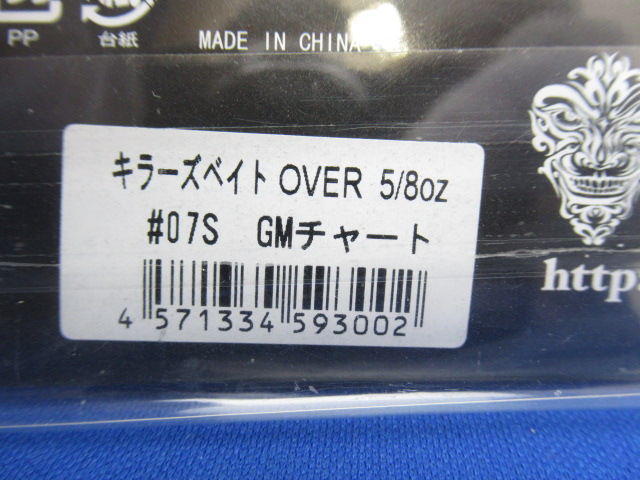 PP
台紙
MADE IN CHINA
キラーズベイト OVER 5/8oz
#07S GMチャート
4 571334 593002
http: